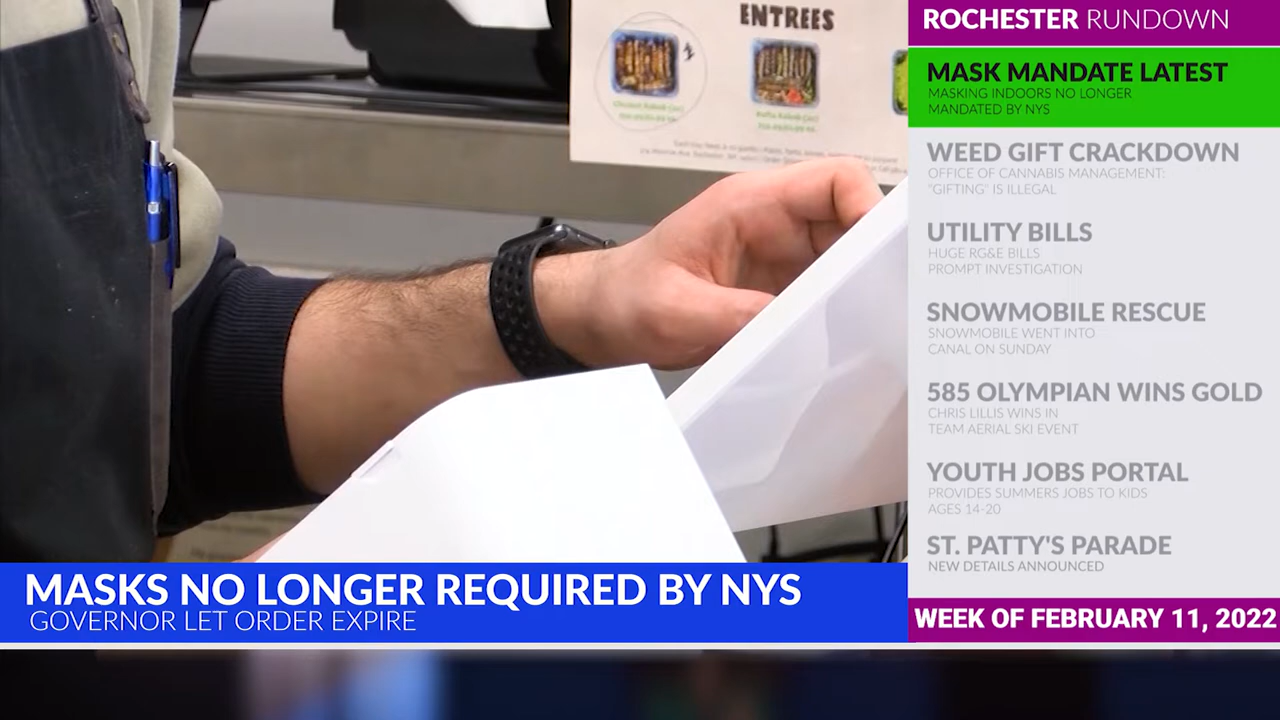 ENTREES
ROCHESTER RUNDOWN
MASK MANDATE LATEST
MASKING INDOORS NO LONGER
MANDATED BY NYS
WEED GIFT CRACKDOWN
OFFICE OF CANNABIS MANAGEMENT:
"GIFTING" IS ILLEGAL
UTILITY BILLS
HUGE RG&E BILLS
PROMPT INVESTIGATION
SNOWMOBILE RESCUE
SNOWMOBILE WENT INTO
CANAL ON SUNDAY
585 OLYMPIAN WINS GOLD
CHRIS LILLIS WINS IN
TEAM AERIAL SKI EVENT
YOUTH JOBS PORTAL
PROVIDES SUMMERS JOBS TO KIDS
AGES 14-20
ST. PATTY'S PARADE
NEW DETAILS ANNOUNCED
WEEK OF FEBRUARY 11, 2022
MASKS NO LONGER REQUIRED BY NYS
GOVERNOR LET ORDER EXPIRE